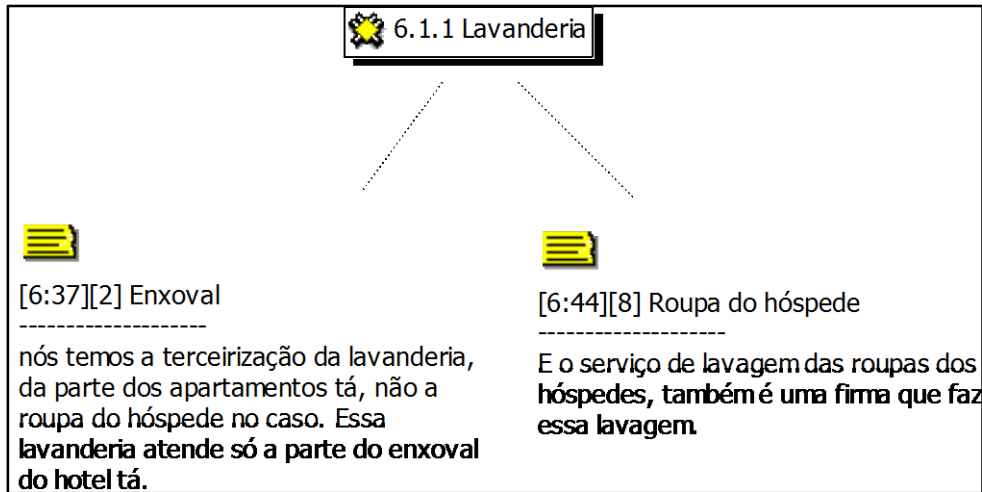 6.1.1 Lavanderia
[6:37][2] Enxoval
--------------------
nós temos a terceirização da lavanderia,
da parte dos apartamentos tá, não a
roupa do hóspede no caso. Essa
lavanderia atende só a parte do enxoval
do hotel tá.
[6:44][8] Roupa do hóspede
--------------------
E o serviço de lavagem das roupas dos
hóspedes, também é uma firma que faz
essa lavagem.